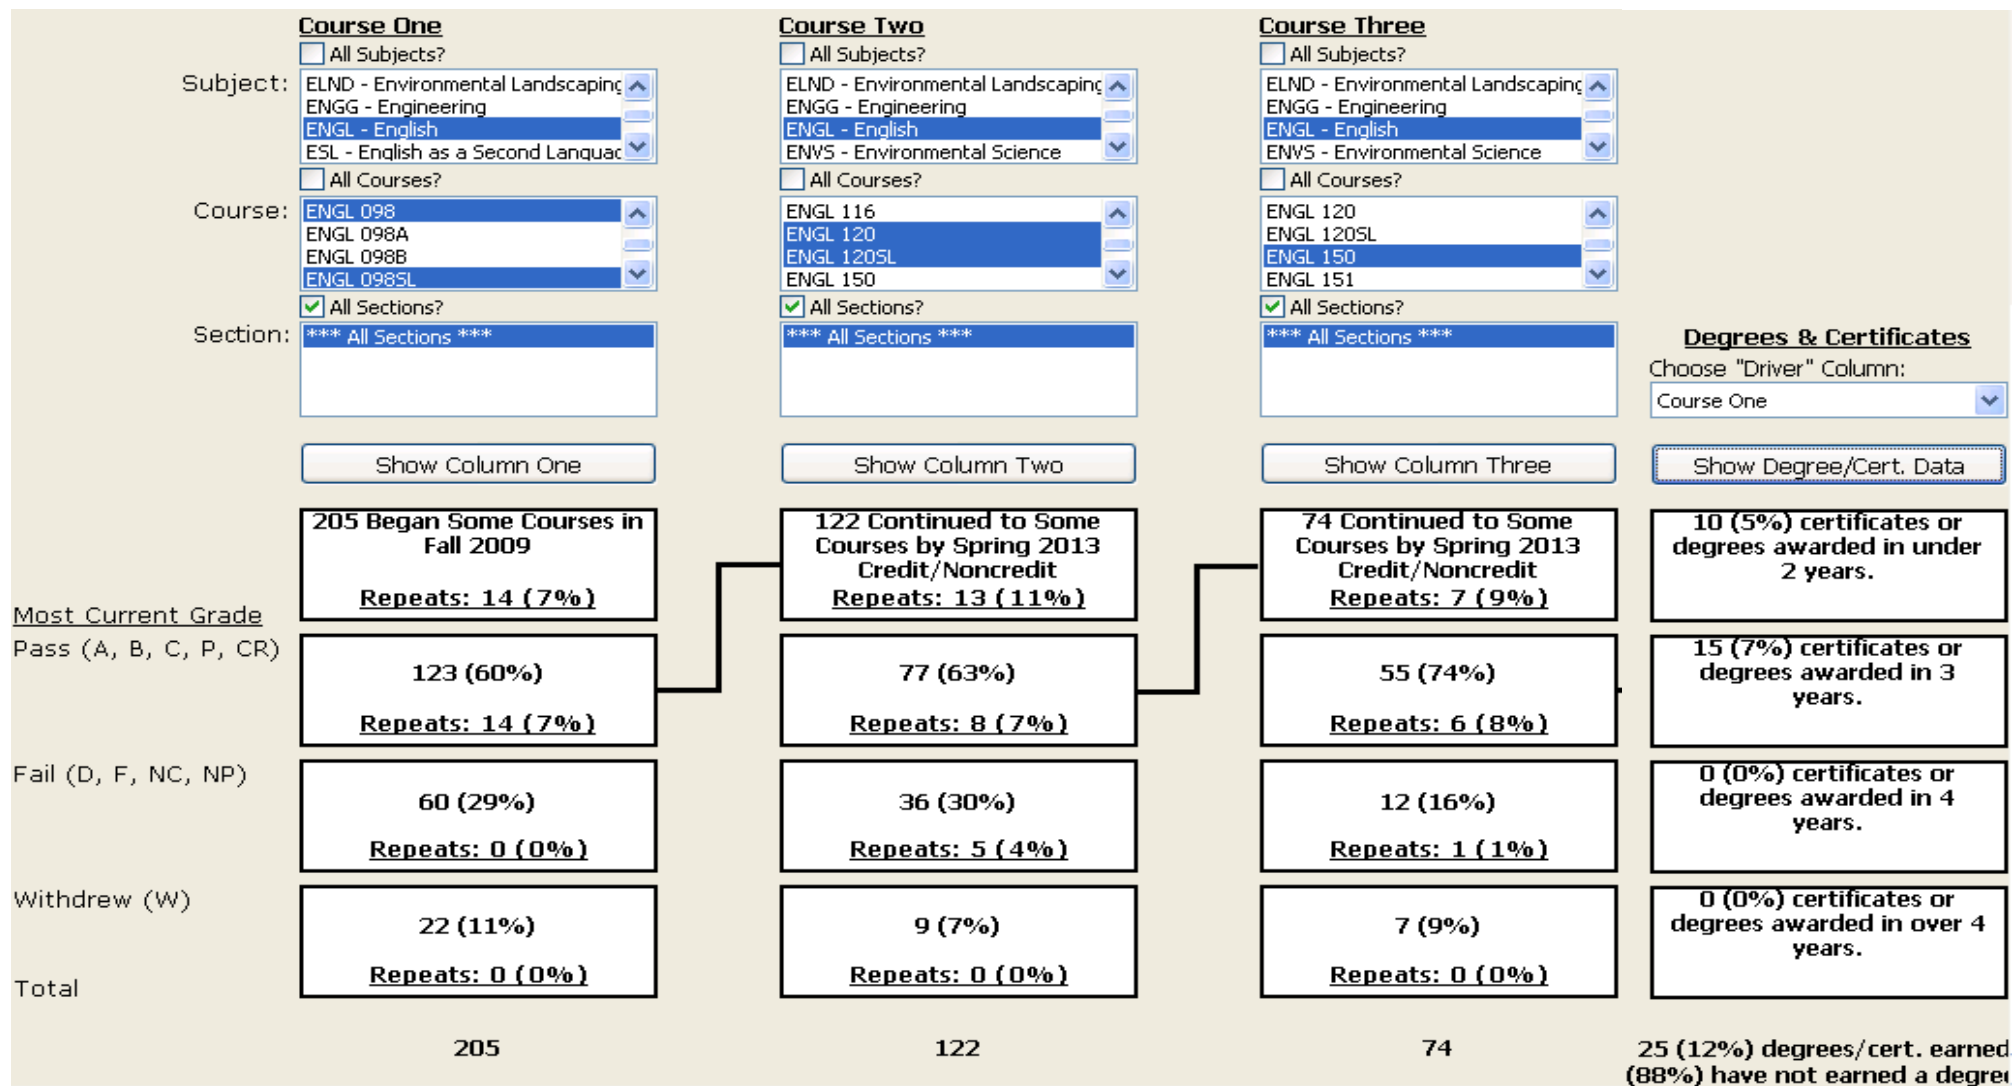 Course One
All Subjects?
Subject:
ELND - Environmental Landscaping
ENGG - Engineering
ENGL - English
ESL - English as a Second Languag
All Courses?
Course:
ENGL 098
ENGL 098A
ENGL 098B
ENGL 098SL
All Sections?
Section:
*** All Sections ***
Show Column One
205 Began Some Courses in
Fall 2009
Repeats: 14 (7%)
Most Current Grade
Pass (A, B, C, P, CR)
123 (60%)
Repeats: 14 (7%)
Fail (D, F, NC, NP)
60 (29%)
Repeats: 0 (0%)
Withdrew (W)
22 (11%)
Repeats: 0 (0%)
Total
205
Course Two
All Subjects?
ELND - Environmental Landscaping
ENGG - Engineering
ENGL - English
ENVS - Environmental Science
All Courses?
ENGL 116
ENGL 120
ENGL 120SL
ENGL 150
All Sections?
*** All Sections ***
Show Column Two
122 Continued to Some
Courses by Spring 2013
Credit/Noncredit
Repeats: 13 (11%)
77 (63%)
Repeats: 8 (7%)
36 (30%)
Repeats: 5 (4%)
9 (7%)
Repeats: 0 (0%)
122
Course Three
All Subjects?
ELND - Environmental Landscaping
ENGG - Engineering
ENGL - English
ENVS - Environmental Science
All Courses?
ENGL 120
ENGL 120SL
ENGL 150
ENGL 151
All Sections?
*** All Sections ***
Show Column Three
74 Continued to Some
Courses by Spring 2013
Credit/Noncredit
Repeats: 7 (9%)
55 (74%)
Repeats: 6 (8%)
12 (16%)
Repeats: 1 (1%)
7 (9%)
Repeats: 0 (0%)
74
Degrees & Certificates
Choose "Driver" Column:
Course One
Show Degree/Cert. Data
10 (5%) certificates or
degrees awarded in under
2 years.
15 (7%) certificates or
degrees awarded in 3
years.
0 (0%) certificates or
degrees awarded in 4
years.
0 (0%) certificates or
degrees awarded in over 4
years.
25 (12%) degrees/cert. earned.
(88%) have not earned a degre